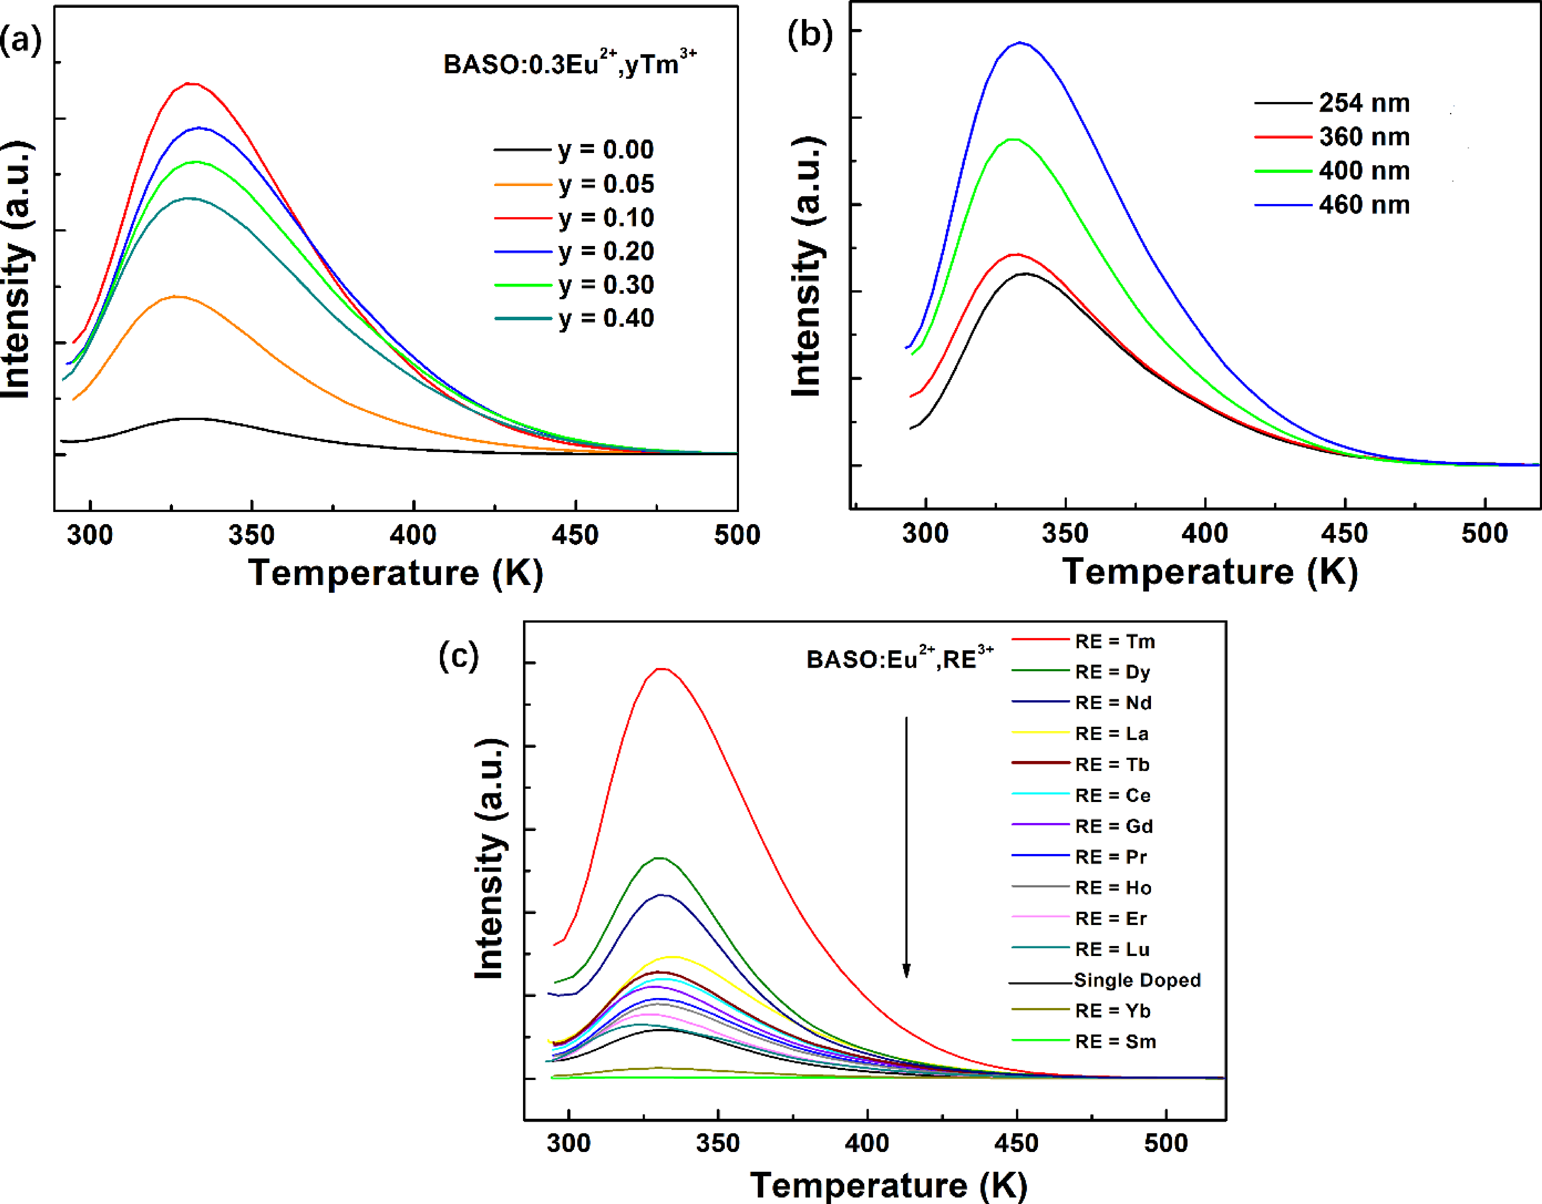 (a)
BASO:0.3Eu²⁺,yTm³⁺
y = 0.00
y = 0.05
y = 0.10
y = 0.20
y = 0.30
y = 0.40
Intensity (a.u.)
300 350 400 450 500
Temperature (K)
(b)
254 nm
360 nm
400 nm
460 nm
Intensity (a.u.)
300 350 400 450 500
Temperature (K)
(c)
BASO:Eu²⁺,RE³⁺
RE = Tm
RE = Dy
RE = Nd
RE = La
RE = Tb
RE = Ce
RE = Gd
RE = Pr
RE = Ho
RE = Er
RE = Lu
Single Doped
RE = Yb
RE = Sm
Intensity (a.u.)
300 350 400 450 500
Temperature (K)